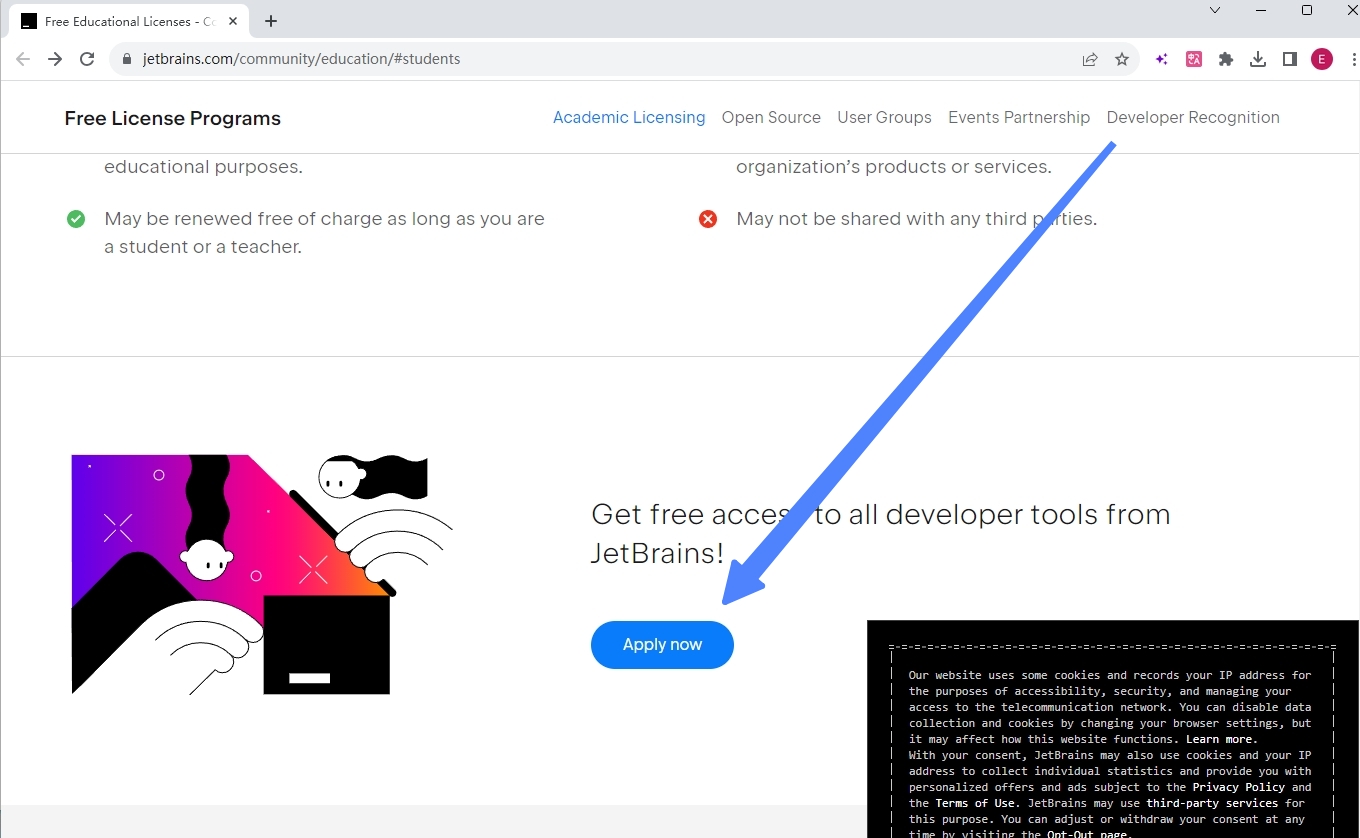 Free Educational Licenses - Co
jetbrains.com/community/education/#students
E
Free License Programs
Academic Licensing
Open Source
User Groups
Events Partnership
Developer Recognition
educational purposes.
May be renewed free of charge as long as you are
a student or a teacher.
organization’s products or services.
May not be shared with any third parties.
Get free access to all developer tools from
JetBrains!
Apply now
Our website uses some cookies and records your IP address for
the purposes of accessibility, security, and managing your
access to the telecommunication network. You can disable data
collection and cookies by changing your browser settings, but
it may affect how this website functions. Learn more.
With your consent, JetBrains may also use cookies and your IP
address to collect individual statistics and provide you with
personalized offers and ads subject to the Privacy Policy and
the Terms of Use. JetBrains may use third-party services for
this purpose. You can adjust or withdraw your consent at any
time by visiting the Opt-Out page.